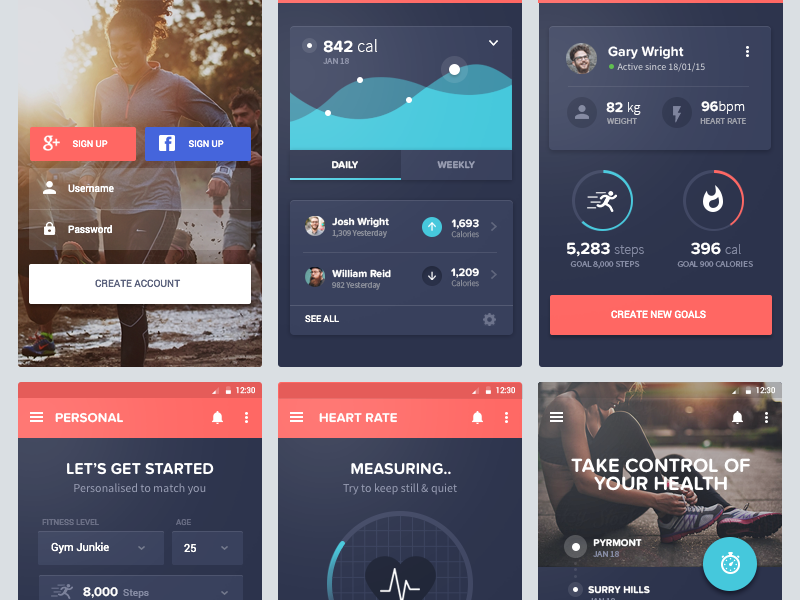 SIGN UP
SIGN UP
Username
Password
CREATE ACCOUNT
842 cal
JAN 18
DAILY
WEEKLY
Josh Wright
1,309 Yesterday
1,693
Calories
William Reid
982 Yesterday
1,209
Calories
SEE ALL
Gary Wright
Active since 18/01/15
82 kg
WEIGHT
96bpm
HEART RATE
5,283 steps
GOAL 8,000 STEPS
396 cal
GOAL 900 CALORIES
CREATE NEW GOALS
12:30
PERSONAL
LET'S GET STARTED
Personalised to match you
FITNESS LEVEL
AGE
Gym Junkie
25
8,000 Steps
12:30
HEART RATE
MEASURING..
Try to keep still & quiet
12:30
TAKE CONTROL OF
YOUR HEALTH
PYRMONT
JAN 18
SURRY HILLS